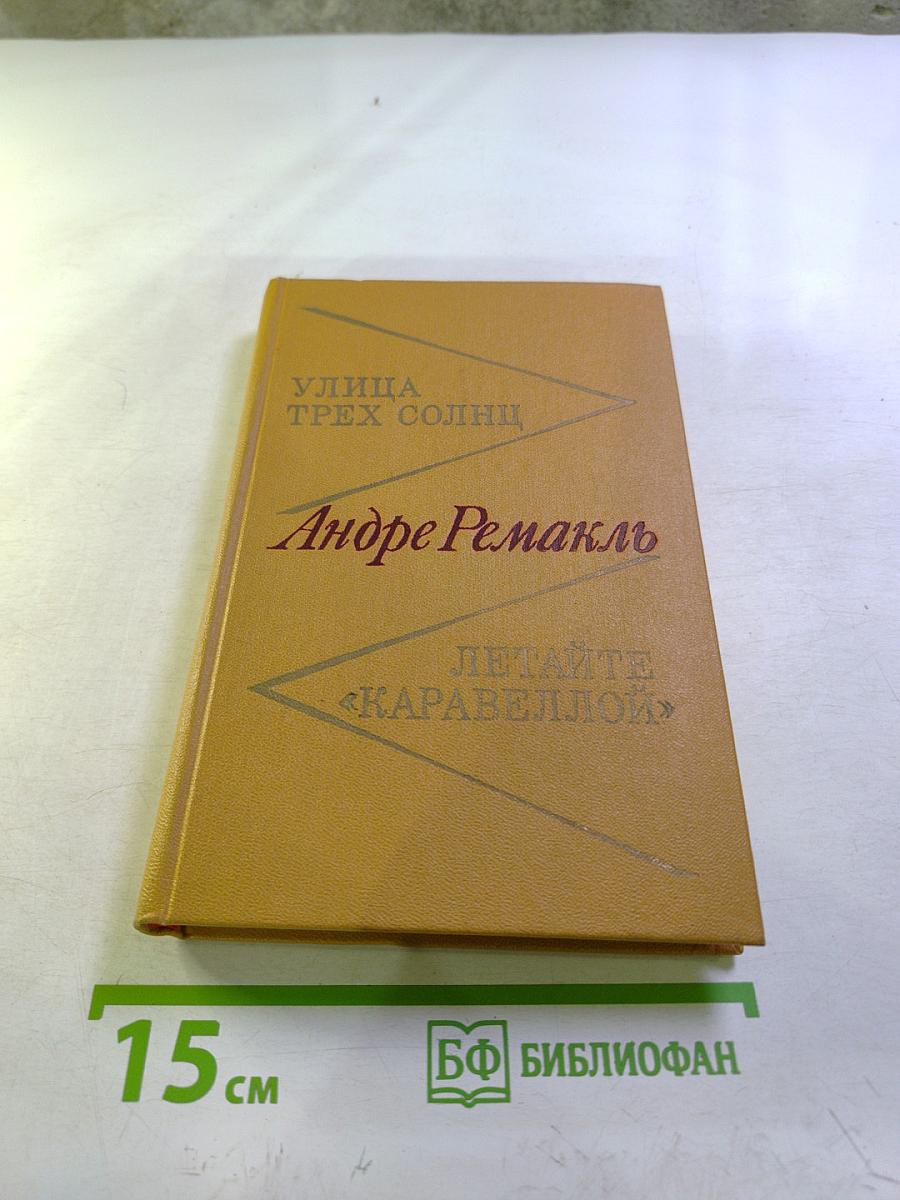 УЛИЦА
ТРЕХ СОЛНЦ
Андре Ремакль
ЛЕТАЙТЕ
«КАРАВЕЛЛОЙ»
15 см
БФ БИБЛИОФАН